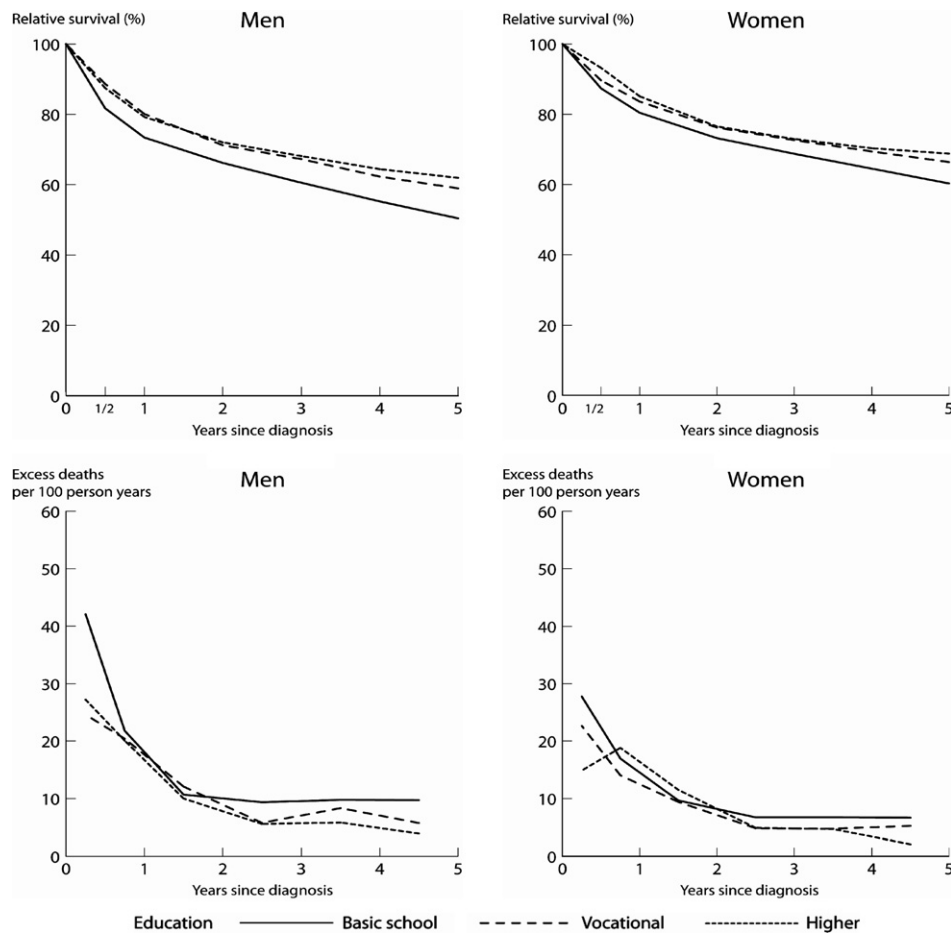 Relative survival (%)
Men
100
80
60
40
20
0
0 1/2 1 2 3 4 5
Years since diagnosis
Relative survival (%)
Women
100
80
60
40
20
0
0 1/2 1 2 3 4 5
Years since diagnosis
Excess deaths
per 100 person years
Men
60
50
40
30
20
10
0
0 1 2 3 4 5
Years since diagnosis
Excess deaths
per 100 person years
Women
60
50
40
30
20
10
0
0 1 2 3 4 5
Years since diagnosis
Education Basic school Vocational Higher